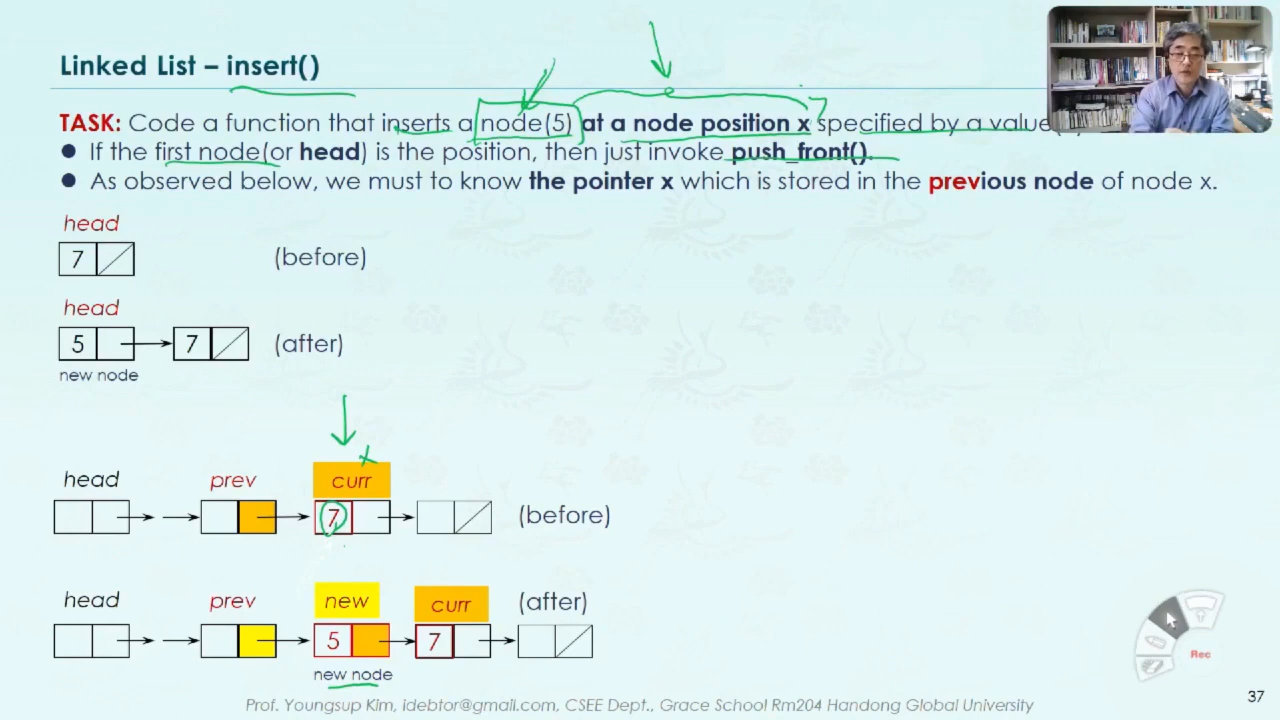 Linked List – insert()
TASK: Code a function that inserts a node(5) at a node position x specified by a value(
● If the first node(or head) is the position, then just invoke push_front().
● As observed below, we must to know the pointer x which is stored in the previous node of node x.
head
7 (before)
head
5 7 (after)
new node
x
head prev curr
7 (before)
head prev new curr (after)
5 7
new node
Rec
Prof. Youngsup Kim, idebtor@gmail.com, CSEE Dept., Grace School Rm204 Handong Global University
37